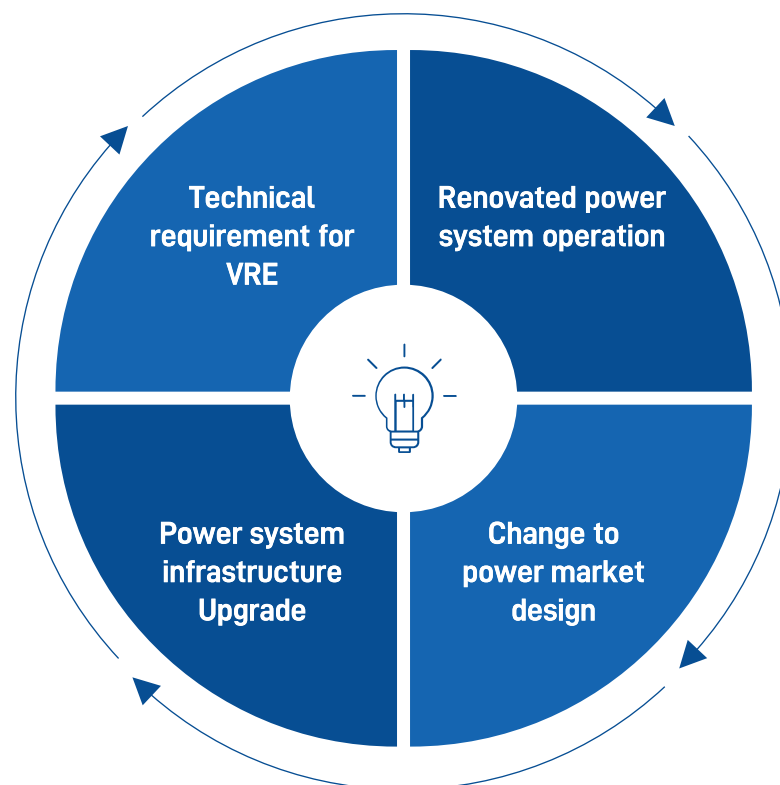 Technical
requirement for
VRE
Renovated power
system operation
Power system
infrastructure
Upgrade
Change to
power market
design